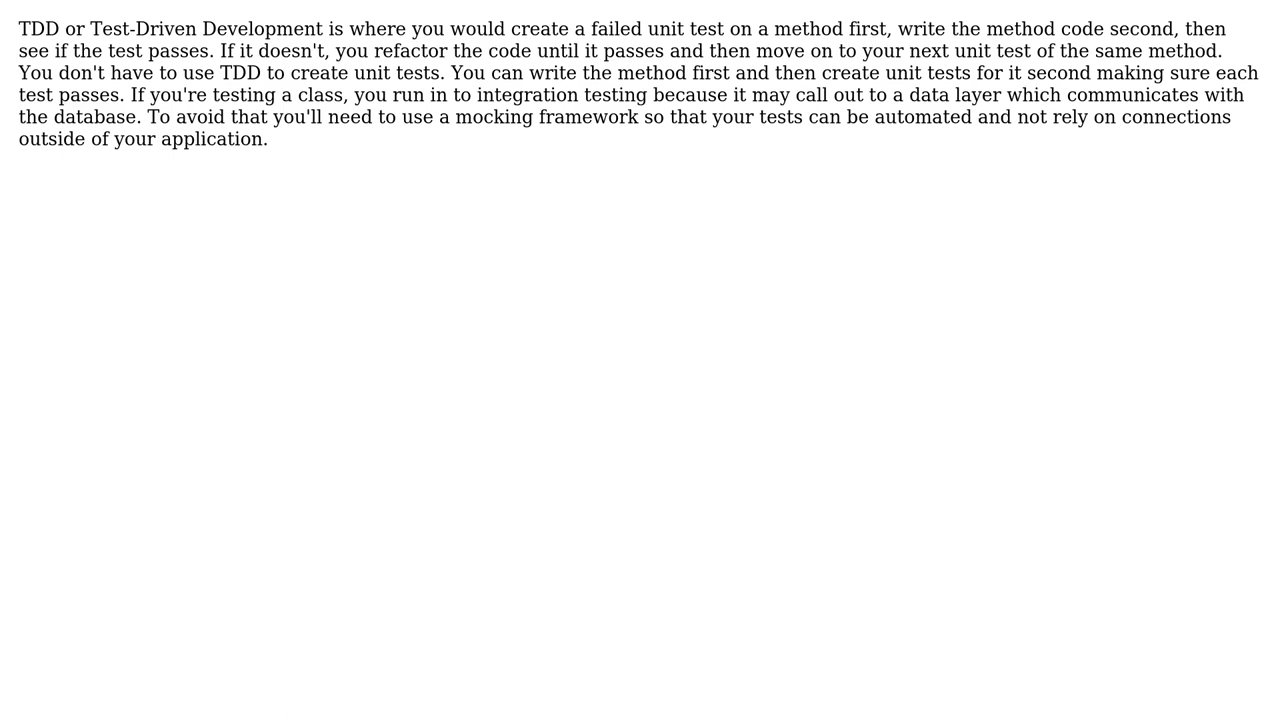 TDD or Test-Driven Development is where you would create a failed unit test on a method first, write the method code second, then
see if the test passes. If it doesn't, you refactor the code until it passes and then move on to your next unit test of the same method.
You don't have to use TDD to create unit tests. You can write the method first and then create unit tests for it second making sure each
test passes. If you're testing a class, you run in to integration testing because it may call out to a data layer which communicates with
the database. To avoid that you'll need to use a mocking framework so that your tests can be automated and not rely on connections
outside of your application.